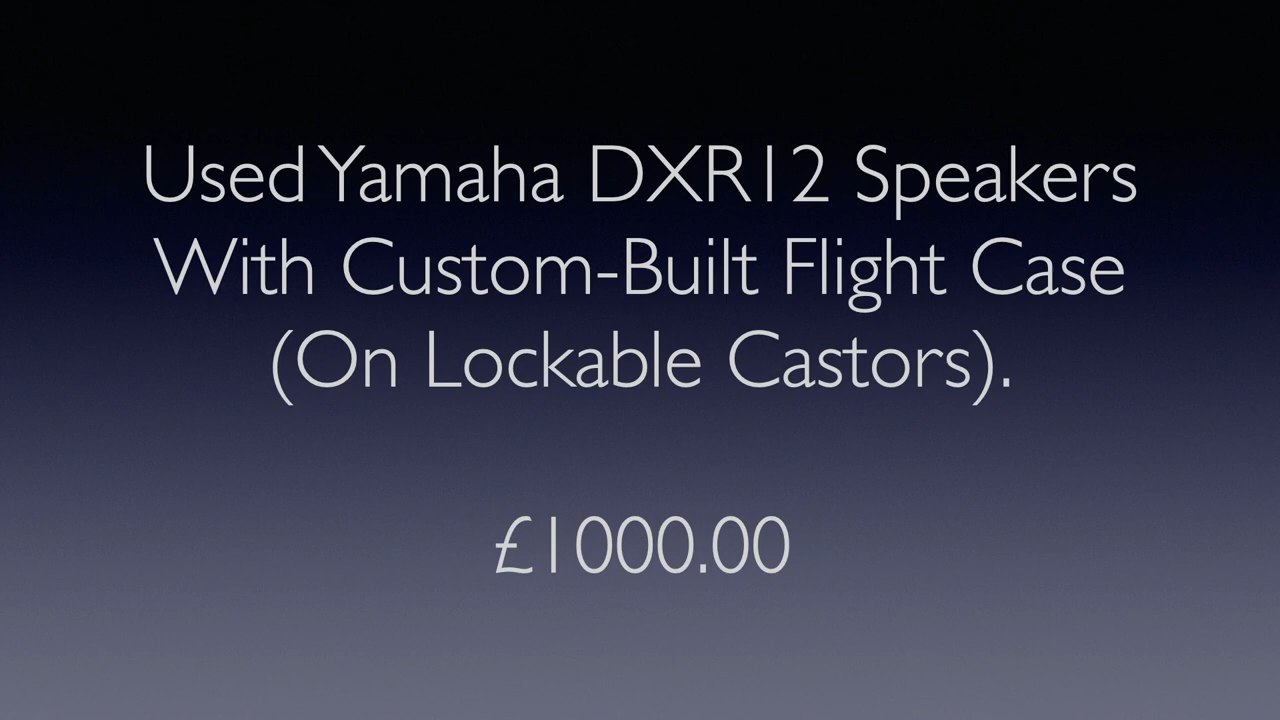 Used Yamaha DXR12 Speakers
With Custom-Built Flight Case
(On Lockable Castors).
£1000.00